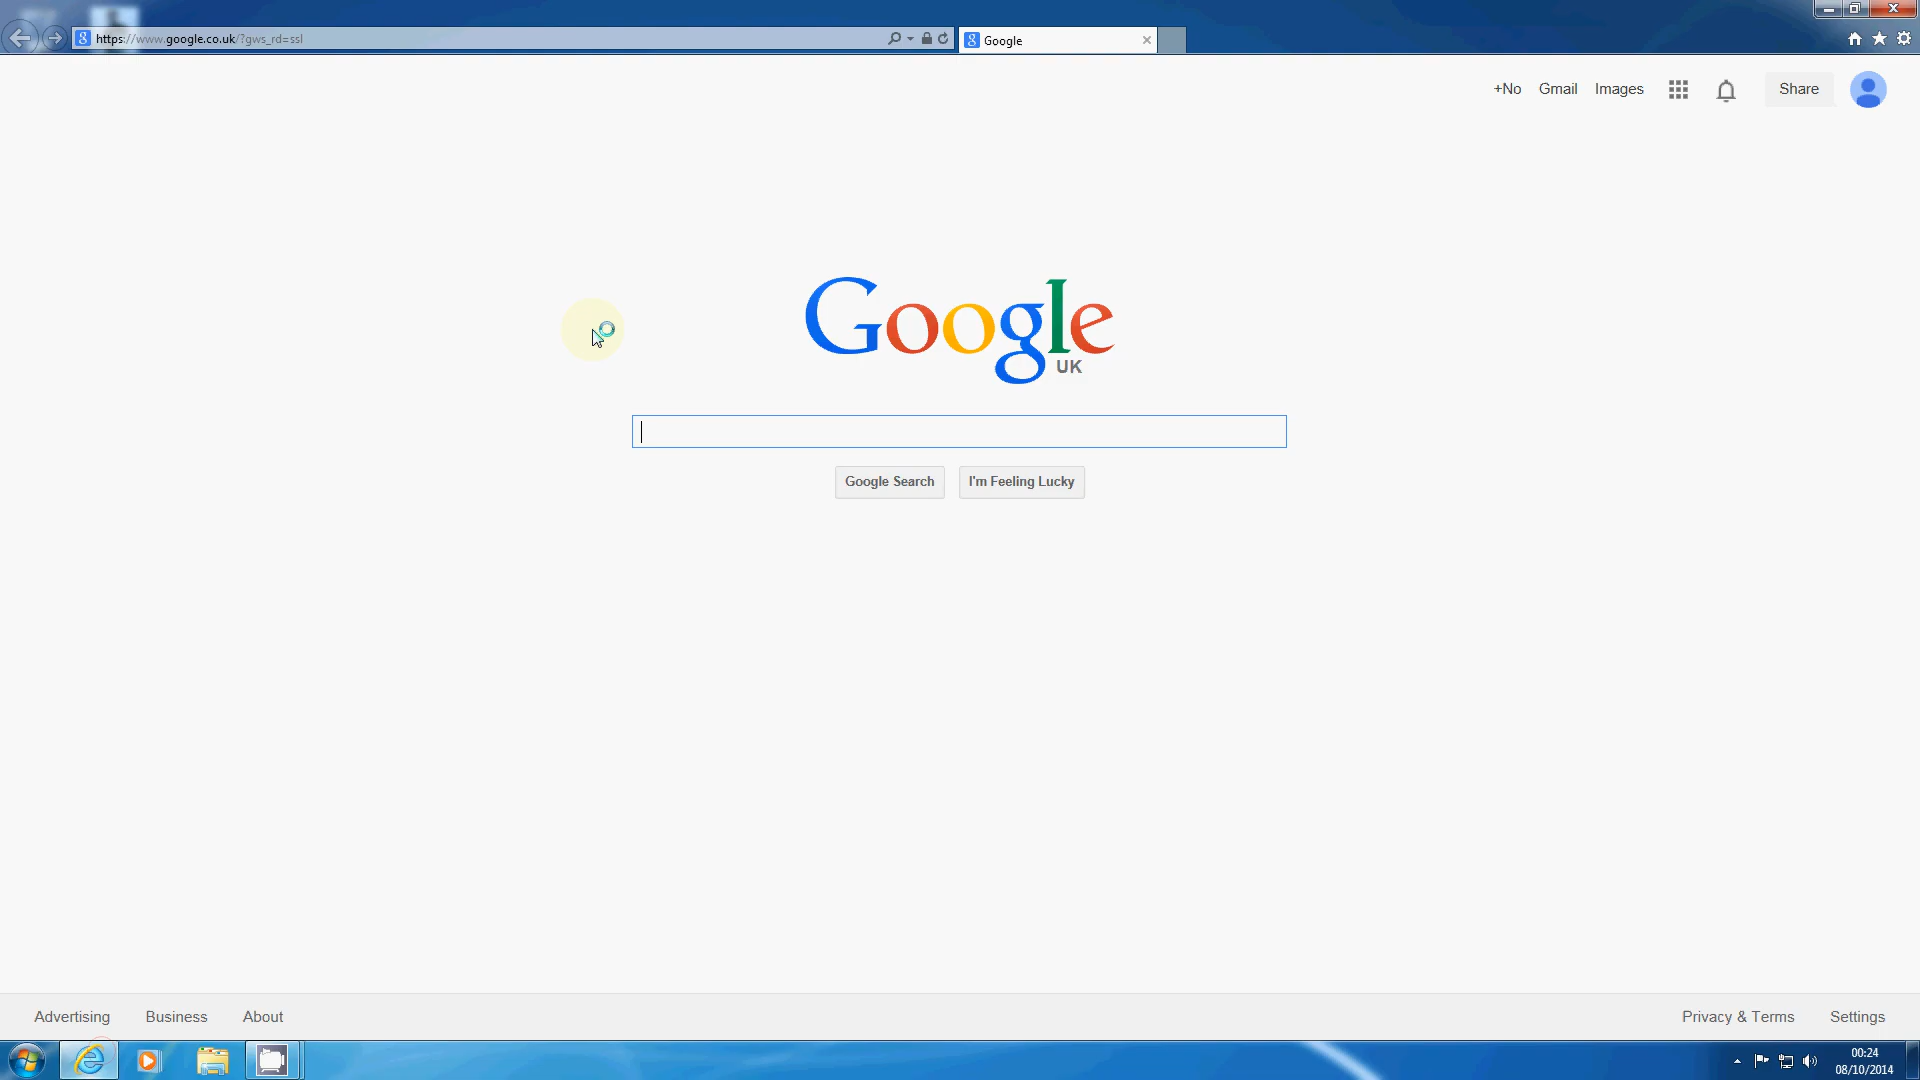 https://www.google.co.uk/?gws_rd=ssl
Google
+No
Gmail
Images
Share
Google
UK
Google Search
I'm Feeling Lucky
Advertising
Business
About
Privacy & Terms
Settings
00:24
08/10/2014